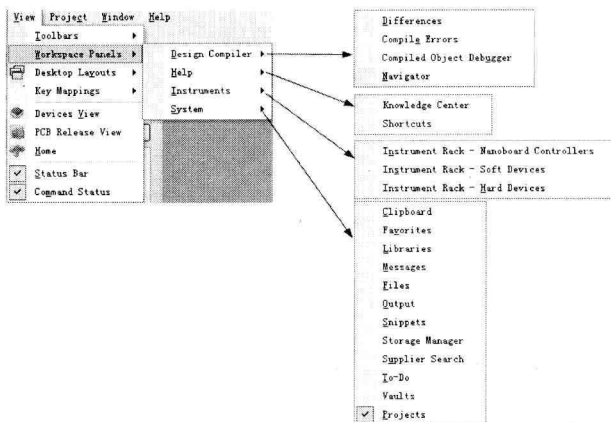 View Project Window Help
Toolbars
Workspace Panels
Desktop Layouts
Key Mappings
Devices View
PCB Release View
Home
Status Bar
Command Status
Design Compiler
Help
Instruments
System
Differences
Compile Errors
Compiled Object Debugger
Navigator
Knowledge Center
Shortcuts
Instrument Rack - Nanoboard Controllers
Instrument Rack - Soft Devices
Instrument Rack - Hard Devices
Clipboard
Favorites
Libraries
Messages
Files
Output
Snippets
Storage Manager
Supplier Search
To-Do
Vaults
Projects